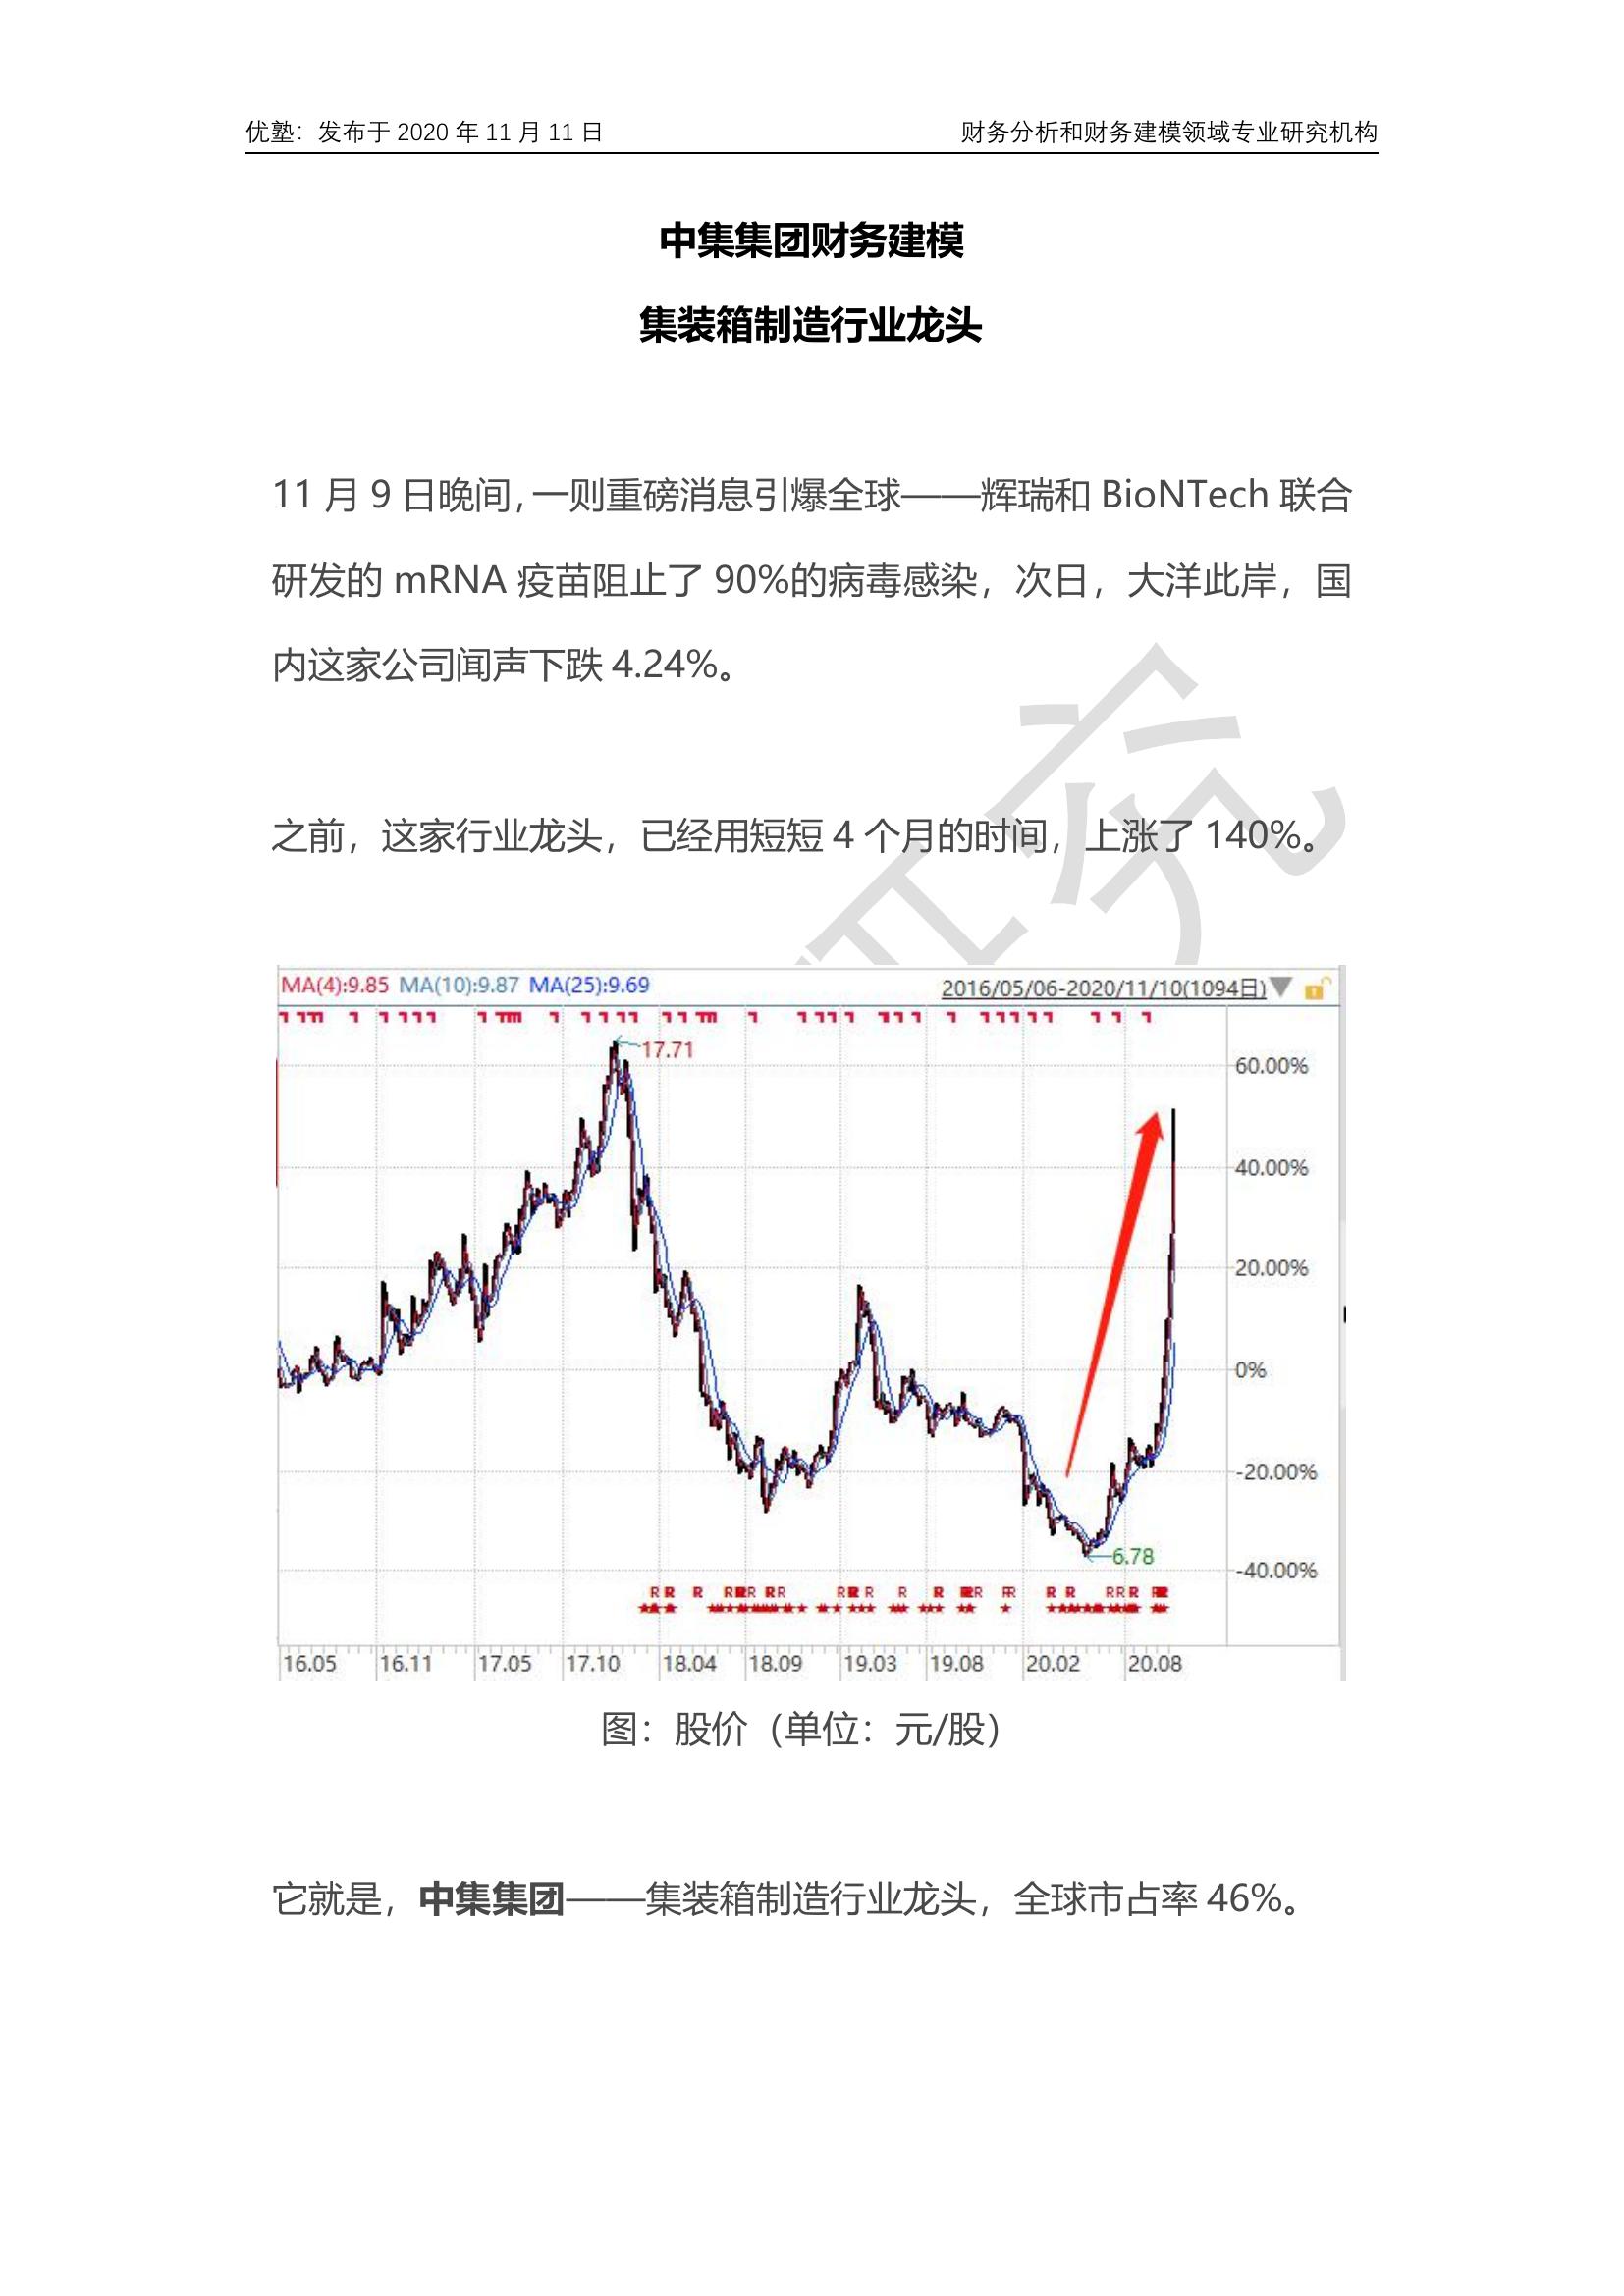 优塾：发布于 2020 年 11 月 11 日
财务分析和财务建模领域专业研究机构
中集集团财务建模
集装箱制造行业龙头
11 月 9 日晚间，一则重磅消息引爆全球——辉瑞和 BioNTech 联合
研发的 mRNA 疫苗阻止了 90%的病毒感染，次日，大洋此岸，国
内这家公司闻声下跌 4.24%。
之前，这家行业龙头，已经用短短 4 个月的时间，上涨了 140%。
MA(4):9.85 MA(10):9.87 MA(25):9.69
2016/05/06-2020/11/10(1094日)
17.71
60.00%
40.00%
20.00%
0%
-20.00%
6.78
-40.00%
16.05 16.11 17.05 17.10 18.04 18.09 19.03 19.08 20.02 20.08
图：股价（单位：元/股）
它就是，中集集团——集装箱制造行业龙头，全球市占率 46%。
究